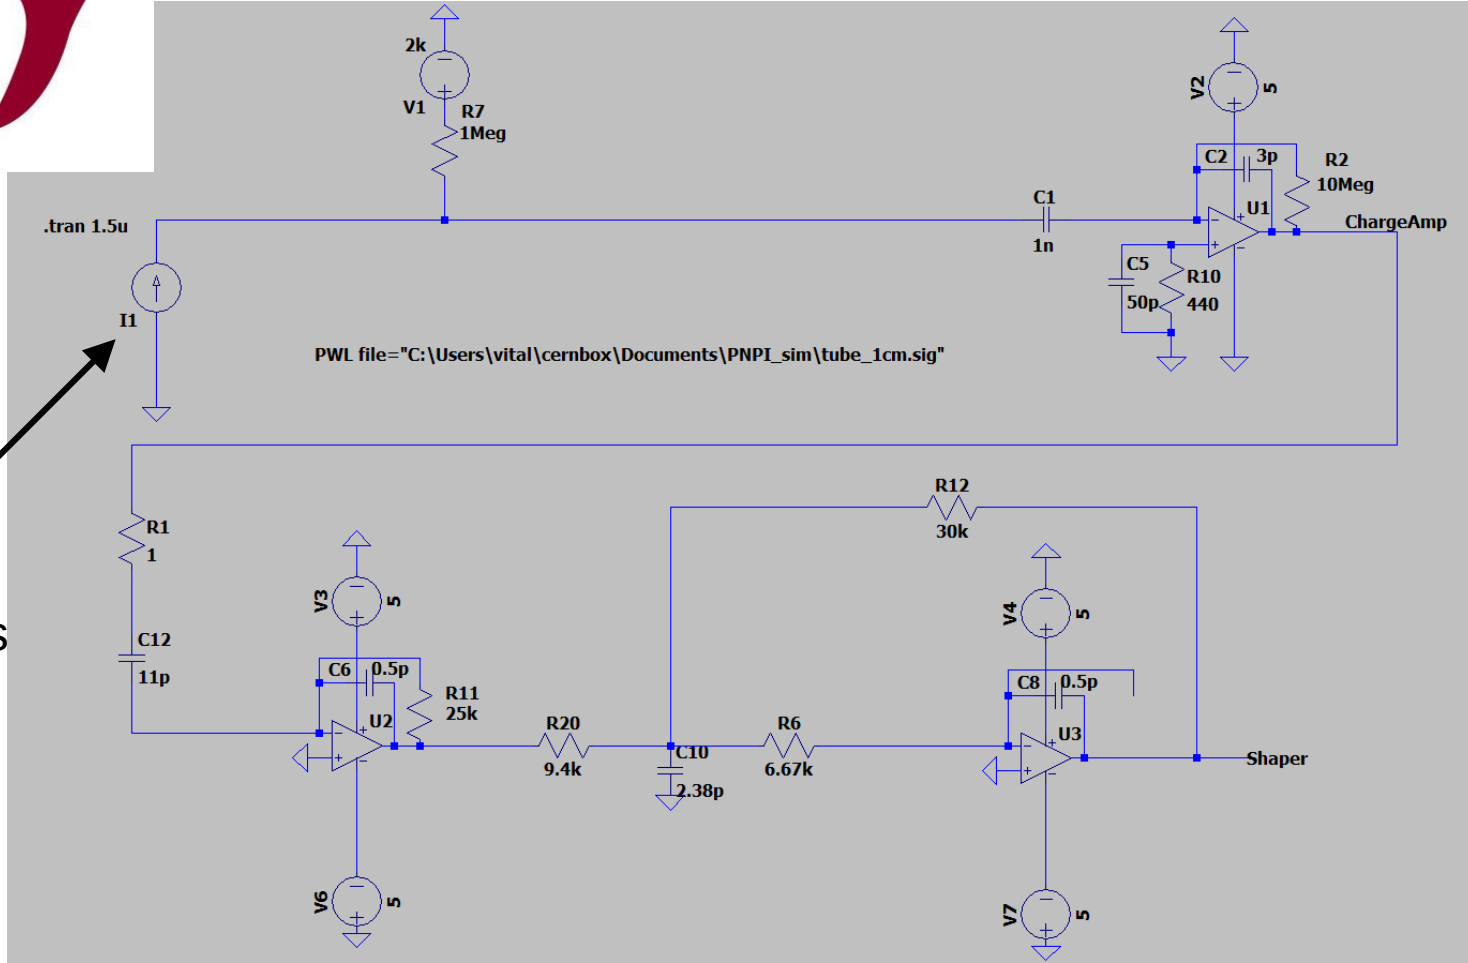 2k
V1
R7
1Meg
V2
5
C2
3p
R2
10Meg
.tran 1.5u
C1
1n
U1
ChargeAmp
C5
50p
R10
440
I1
PWL file="C:\Users\vital\cernbox\Documents\PNPI_sim\tube_1cm.sig"
R12
30k
R1
1
V3
5
V4
5
s
C12
11p
C6
0.5p
R11
25k
U2
R20
9.4k
C10
2.38p
R6
6.67k
C8
0.5p
U3
Shaper
V6
5
V7
5